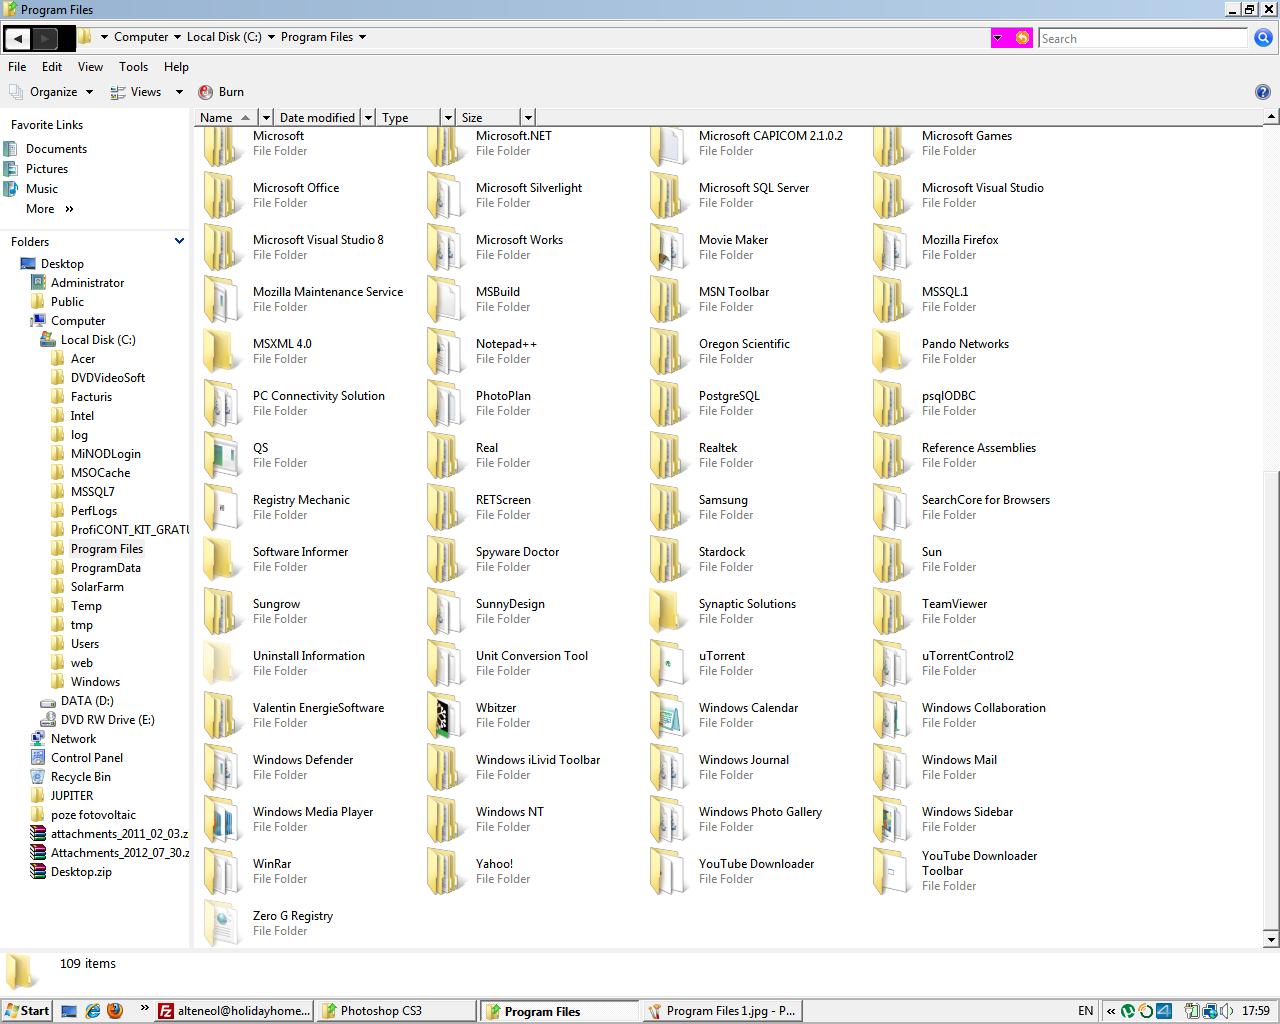 Program Files
Computer ▾ Local Disk (C:) ▾ Program Files ▾
Search
File Edit View Tools Help
Organize Views Burn
Favorite Links
Documents
Pictures
Music
More »
Folders
Desktop
Administrator
Public
Computer
Local Disk (C:)
Acer
DVDVideoSoft
Facturis
Intel
log
MiNODLogin
MSOCache
MSSQL7
PerfLogs
ProfiCONT_KIT_GRATU
Program Files
ProgramData
SolarFarm
Temp
tmp
Users
web
Windows
DATA (D:)
DVD RW Drive (E:)
Network
Control Panel
Recycle Bin
JUPITER
poze fotovoltaic
attachments_2011_02_03.z
Attachments_2012_07_30.z
Desktop.zip
Name Date modified Type Size
Microsoft Microsoft.NET Microsoft CAPICOM 2.1.0.2 Microsoft Games
File Folder File Folder File Folder File Folder
Microsoft Office Microsoft Silverlight Microsoft SQL Server Microsoft Visual Studio
File Folder File Folder File Folder File Folder
Microsoft Visual Studio 8 Microsoft Works Movie Maker Mozilla Firefox
File Folder File Folder File Folder File Folder
Mozilla Maintenance Service MSBuild MSN Toolbar MSSQL.1
File Folder File Folder File Folder File Folder
MSXML 4.0 Notepad++ Oregon Scientific Pando Networks
File Folder File Folder File Folder File Folder
PC Connectivity Solution PhotoPlan PostgreSQL psqlODBC
File Folder File Folder File Folder File Folder
QS Real Realtek Reference Assemblies
File Folder File Folder File Folder File Folder
Registry Mechanic RETScreen Samsung SearchCore for Browsers
File Folder File Folder File Folder File Folder
Software Informer Spyware Doctor Stardock Sun
File Folder File Folder File Folder File Folder
Sungrow SunnyDesign Synaptic Solutions TeamViewer
File Folder File Folder File Folder File Folder
Uninstall Information Unit Conversion Tool uTorrent uTorrentControl2
File Folder File Folder File Folder File Folder
Valentin EnergieSoftware Wbitzer Windows Calendar Windows Collaboration
File Folder File Folder File Folder File Folder
Windows Defender Windows iLivid Toolbar Windows Journal Windows Mail
File Folder File Folder File Folder File Folder
Windows Media Player Windows NT Windows Photo Gallery Windows Sidebar
File Folder File Folder File Folder File Folder
WinRar Yahoo! YouTube Downloader YouTube Downloader Toolbar
File Folder File Folder File Folder File Folder
Zero G Registry
File Folder
109 items
Start » alteneol@holidayhome... Photoshop CS3 Program Files Program Files 1.jpg - P... EN « 17:59